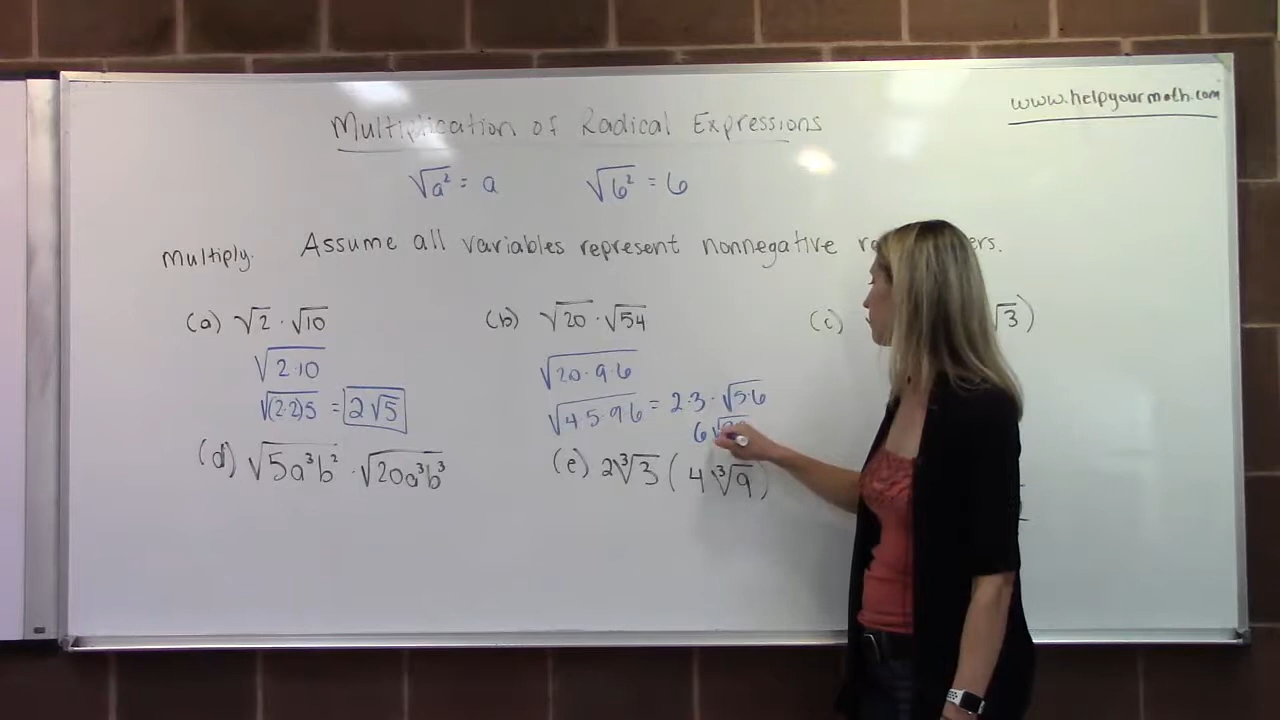 www.helpyourmath.com
Multiplication of Radical Expressions
√a² = a √b² = b
Multiply. Assume all variables represent nonnegative
(a) √2 · √10 (b) √20 · √54 (c) √3)
√2·10 √20·9·6
√(2·2)5 = 2√5 √4·5·9·6 = 2·3 · √5·6
6√
(d) √5a³b² · √20a³b³ (e) 2∛3 (4∛9)